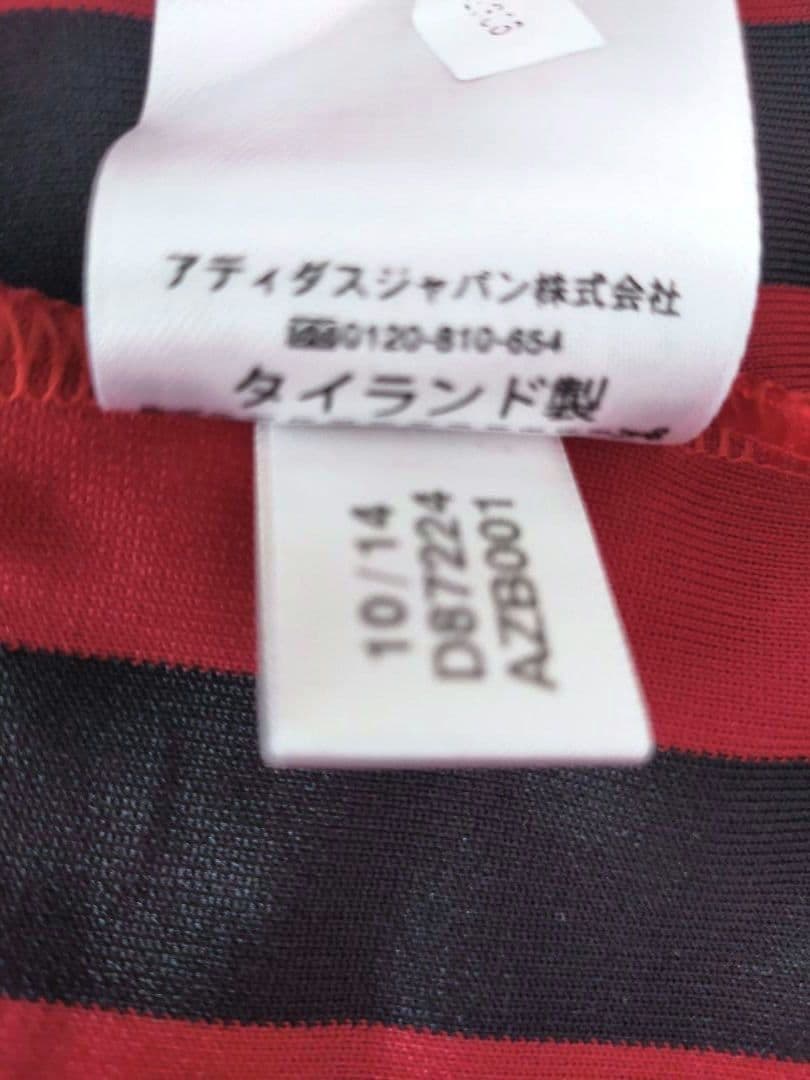 アディダスジャパン株式会社
0120-810-654
タイランド製
10/14
D87224
AZB001